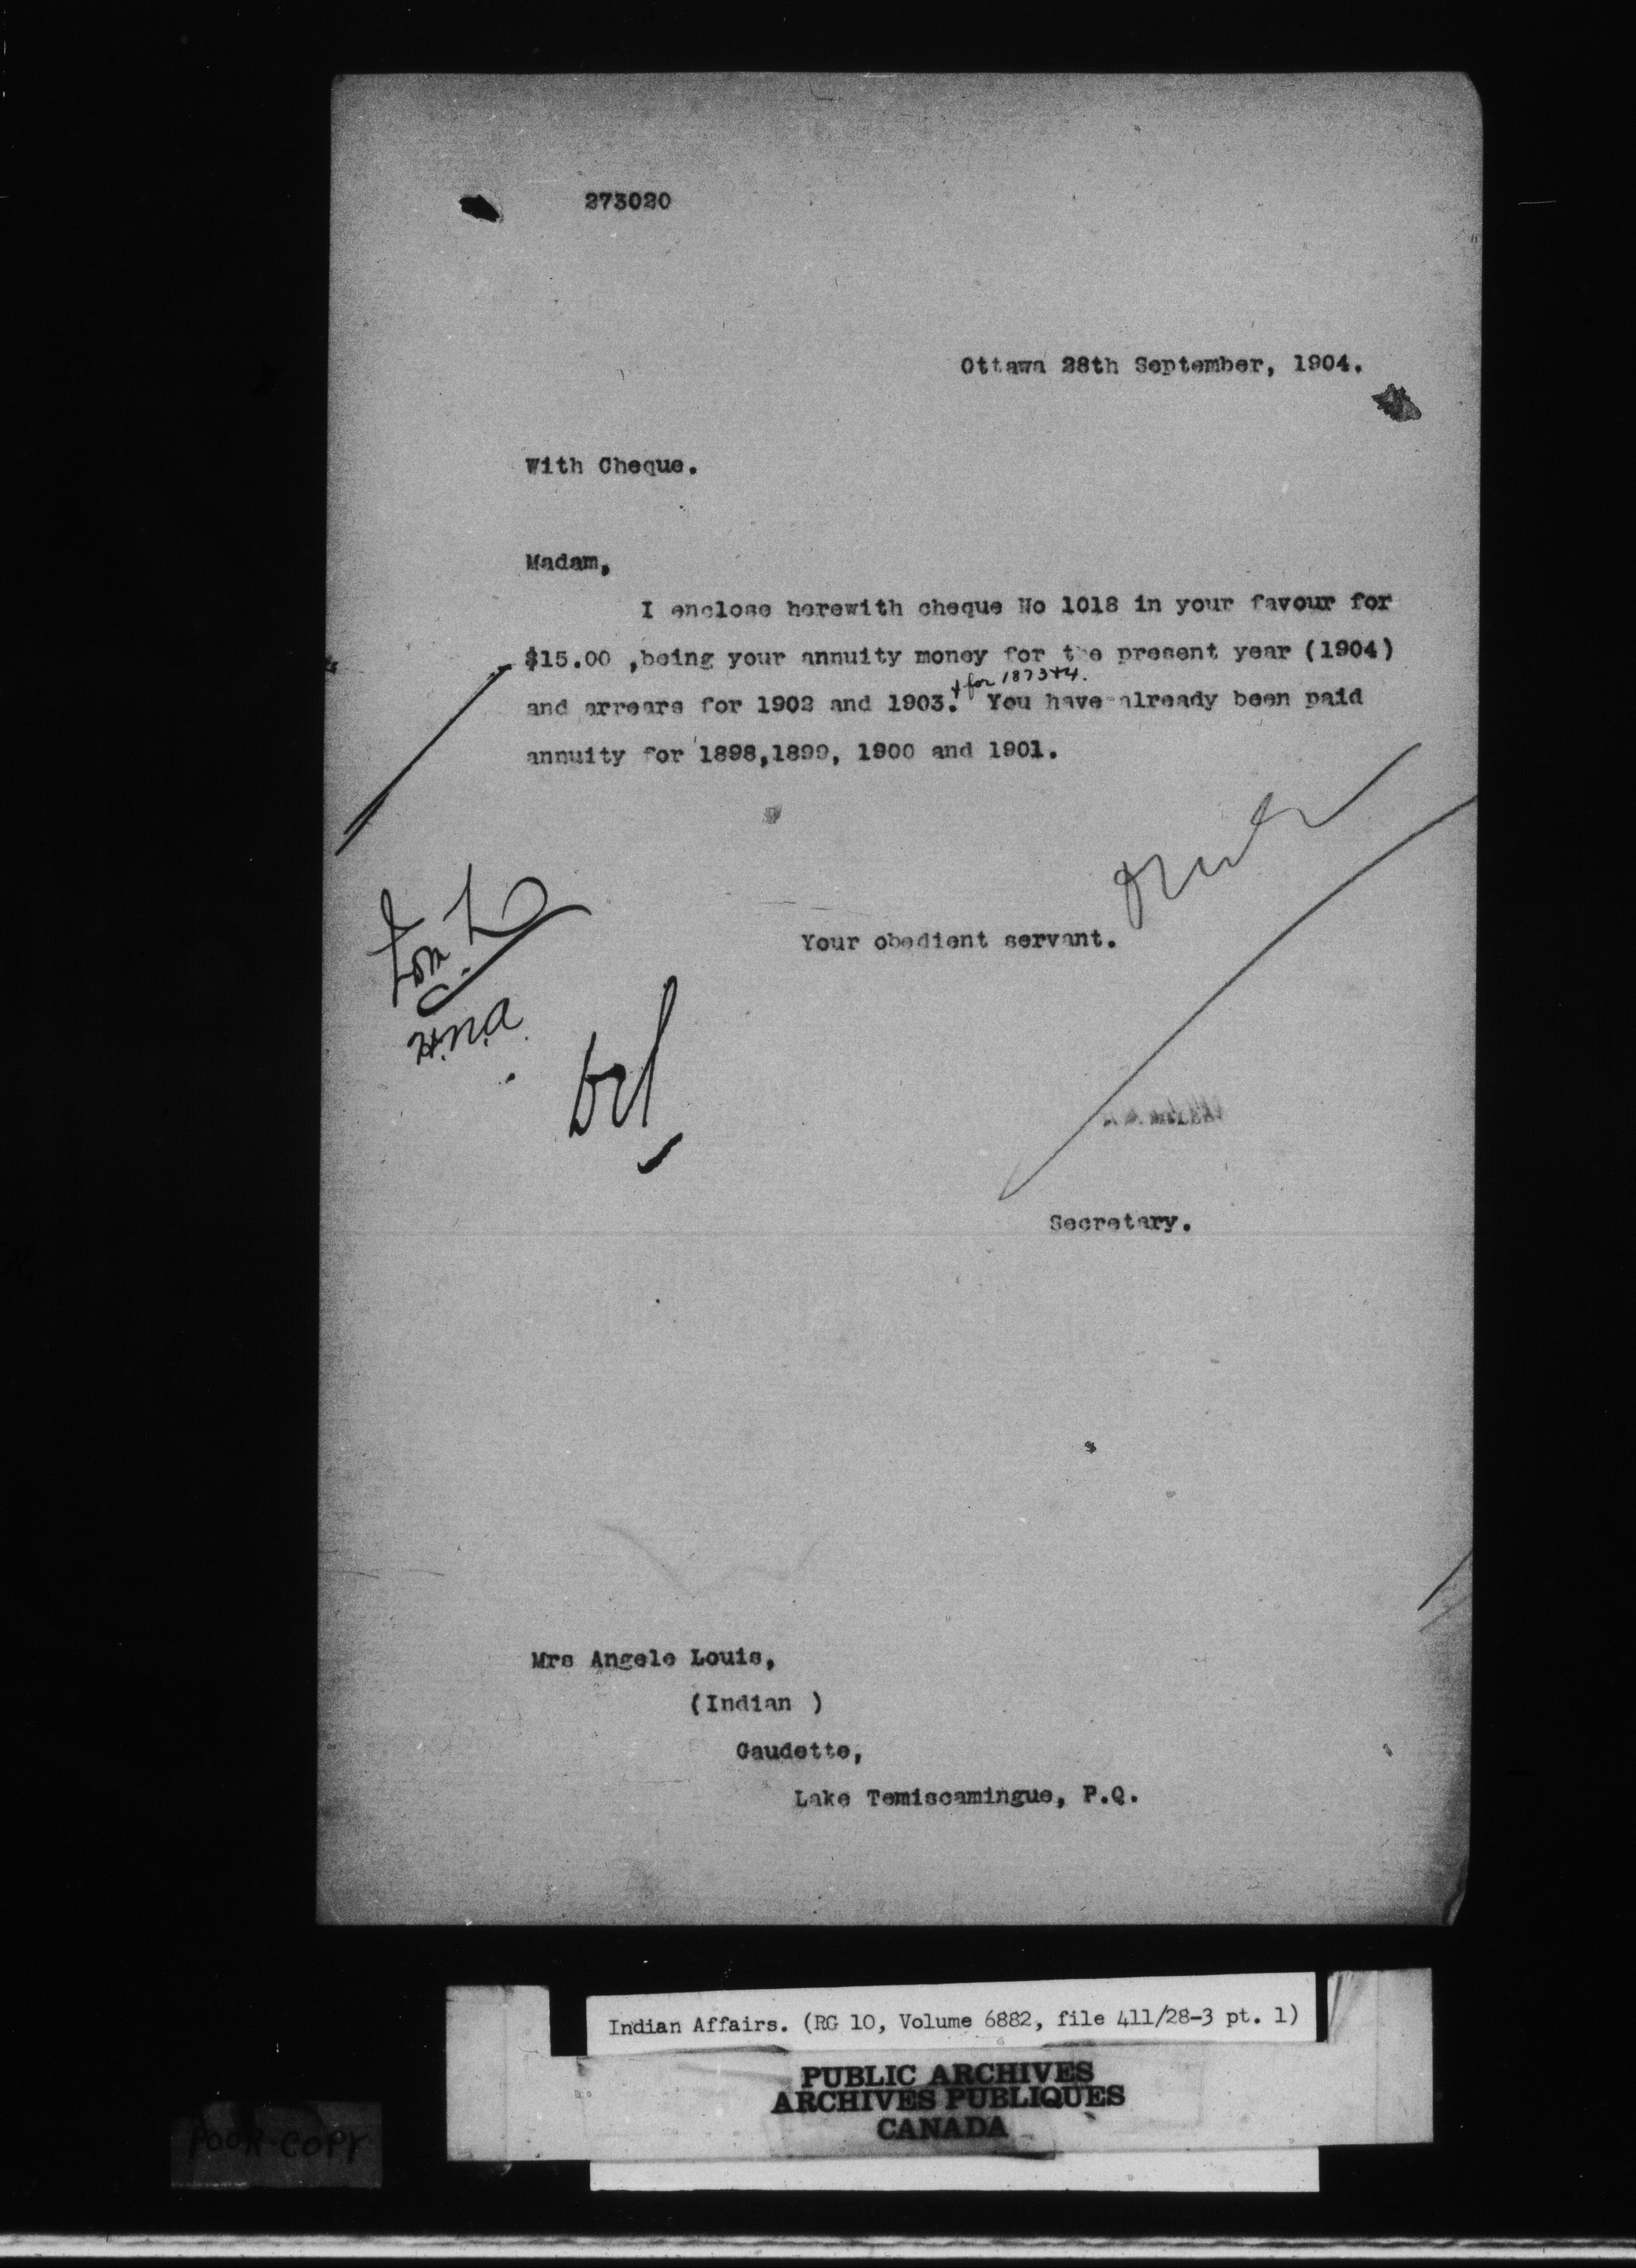 273020
Ottawa 28th September, 1904.
With Cheque.
Madam,
I enclose herewith cheque No 1018 in your favour for
$15.00 ,being your annuity money for the present year (1904)
+ for 1873+4.
and arrears for 1902 and 1903. You have already been paid
annuity for 1898,1899, 1900 and 1901.
Your obedient servant.
McLEAN
Secretary.
Mrs Angele Louis,
(Indian )
Gaudette,
Lake Temiscamingue, P.Q.
Indian Affairs. (RG 10, Volume 6882, file 411/28-3 pt. 1)
PUBLIC ARCHIVES
ARCHIVES PUBLIQUES
CANADA
POOR COPY